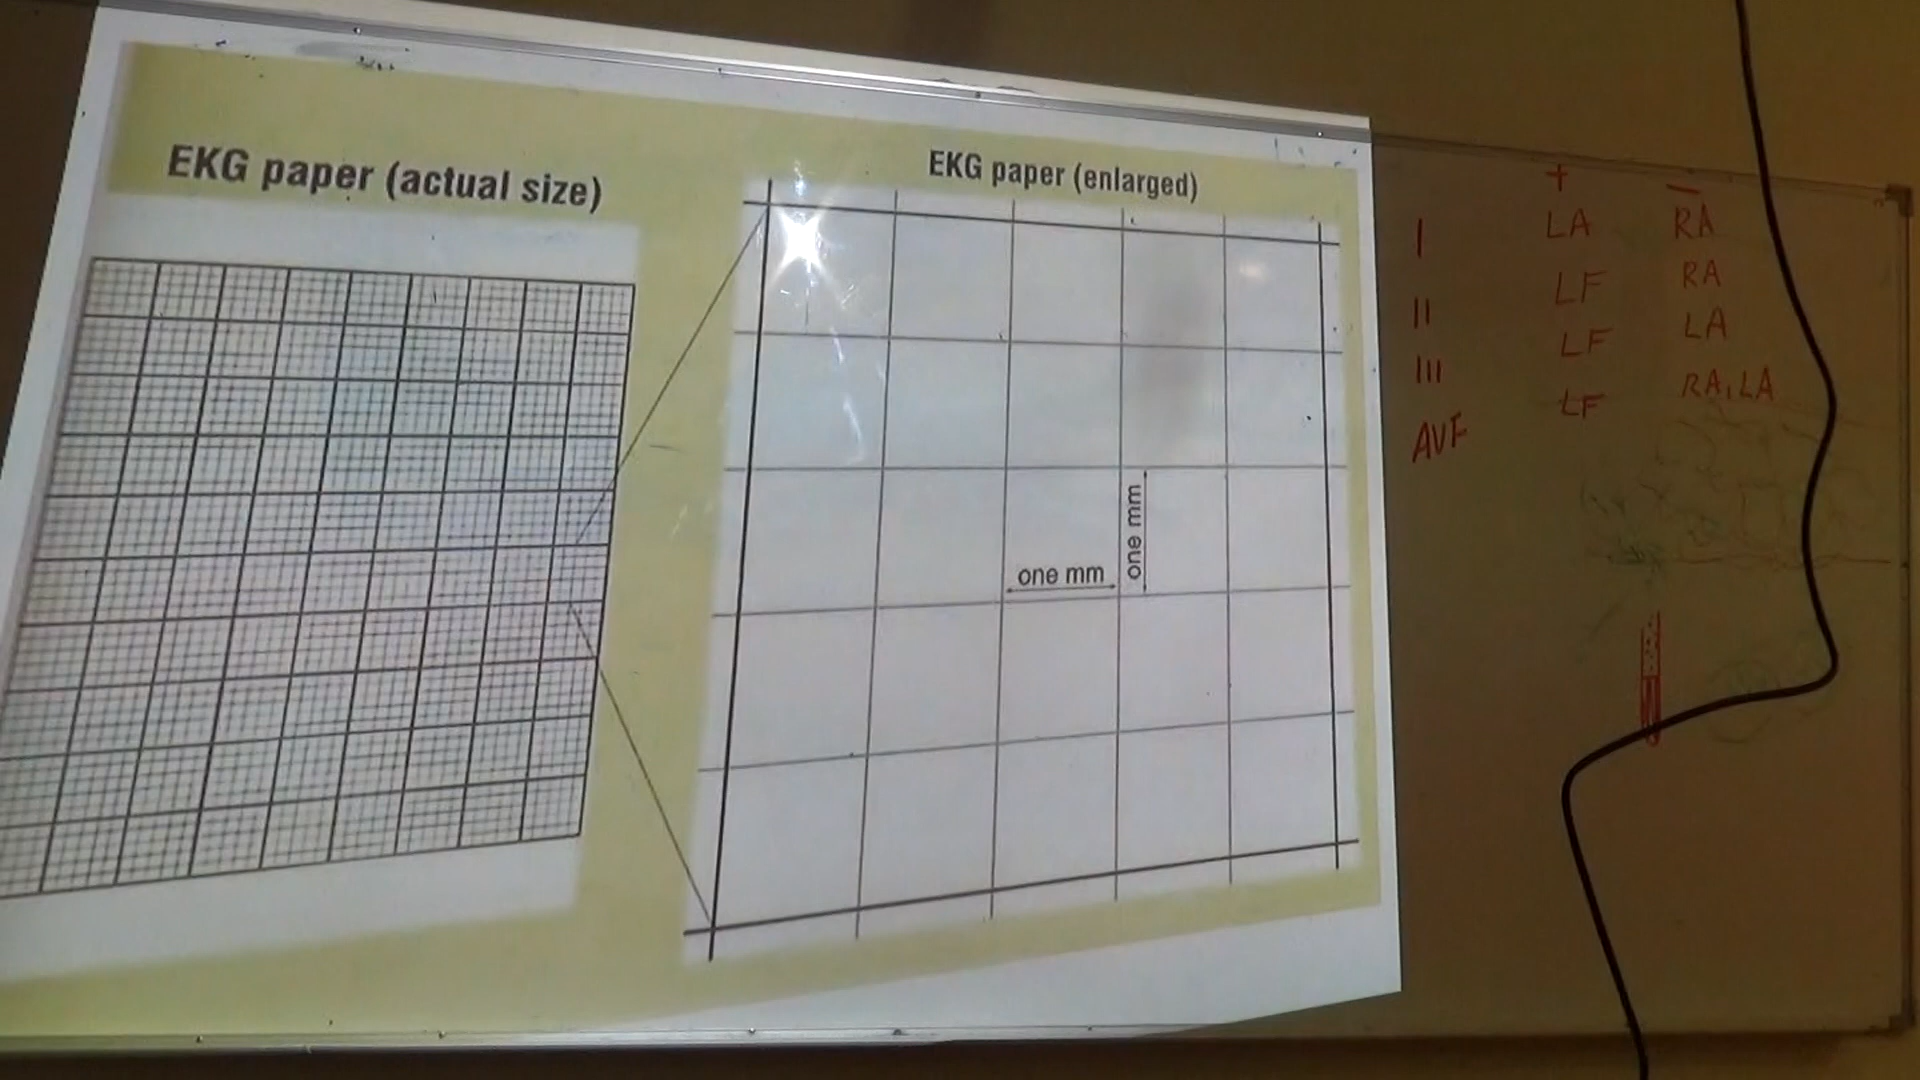 EKG paper (actual size)
EKG paper (enlarged)
one mm
one mm
+ −
I LA RA
II LF RA
III LF LA
AVF LF RA, LA